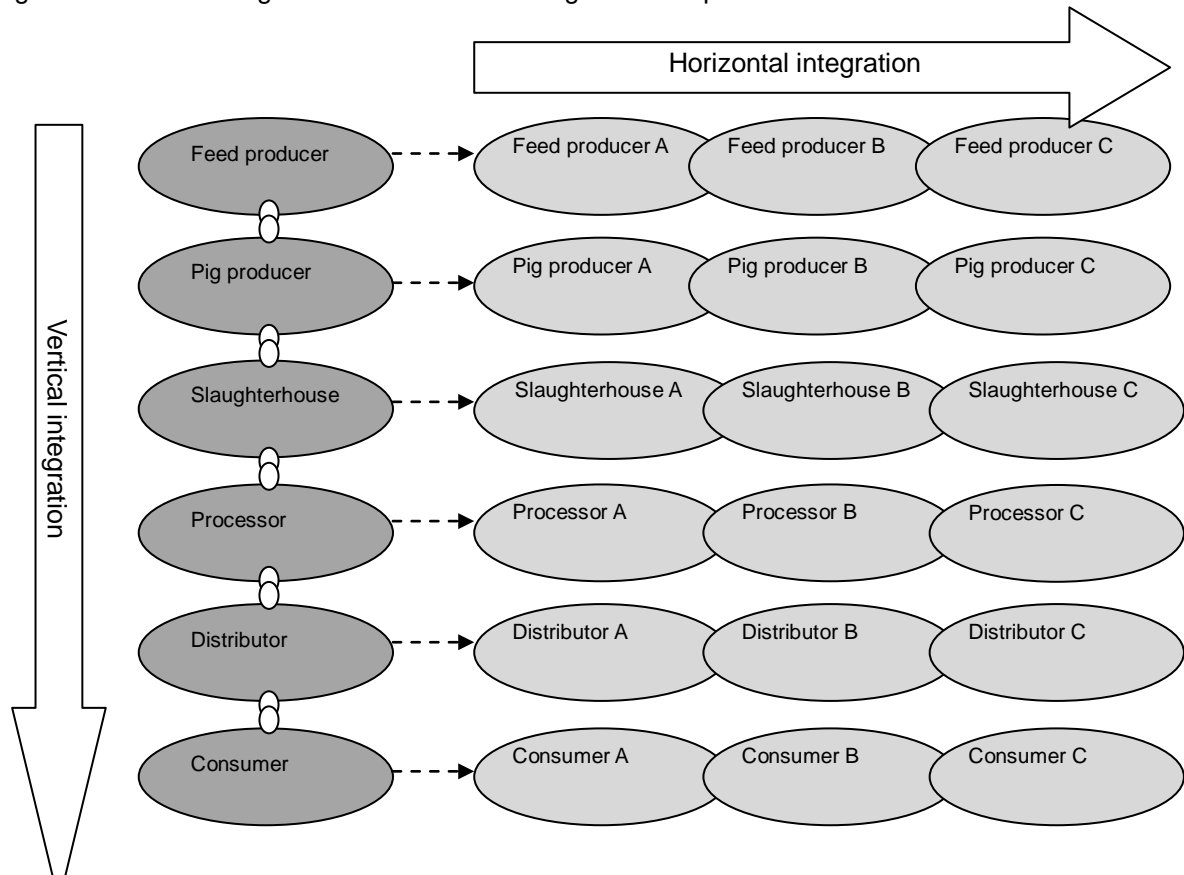 Horizontal integration
Feed producer
Feed producer A
Feed producer B
Feed producer C
Pig producer
Pig producer A
Pig producer B
Pig producer C
Vertical integration
Slaughterhouse
Slaughterhouse A
Slaughterhouse B
Slaughterhouse C
Processor
Processor A
Processor B
Processor C
Distributor
Distributor A
Distributor B
Distributor C
Consumer
Consumer A
Consumer B
Consumer C